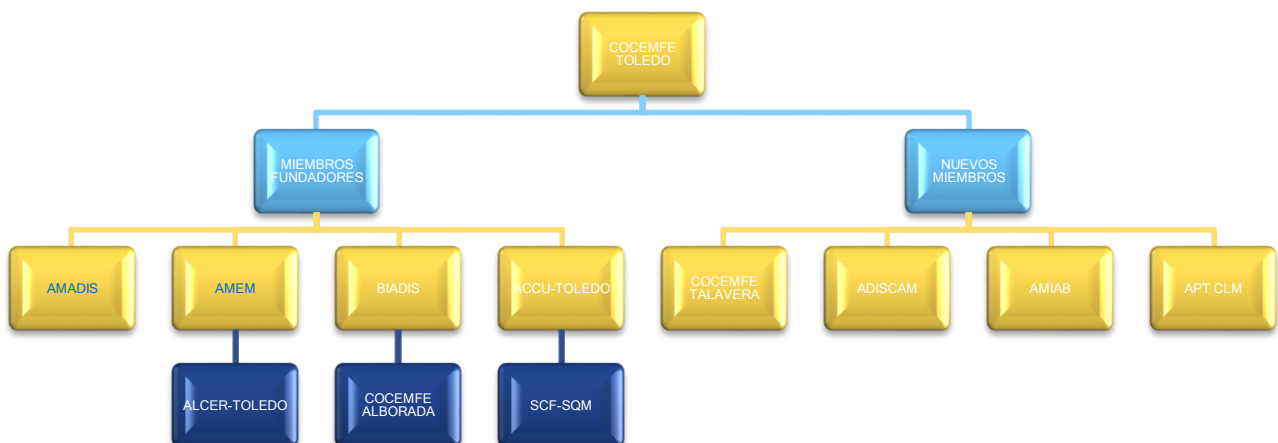 COCEMFE
TOLEDO
MIEMBROS
FUNDADORES
NUEVOS
MIEMBROS
AMADIS
AMEM
BIADIS
ACCU-TOLEDO
COCEMFE
TALAVERA
ADISCAM
AMIAB
APT CLM
ALCER-TOLEDO
COCEMFE
ALBORADA
SCF-SQM